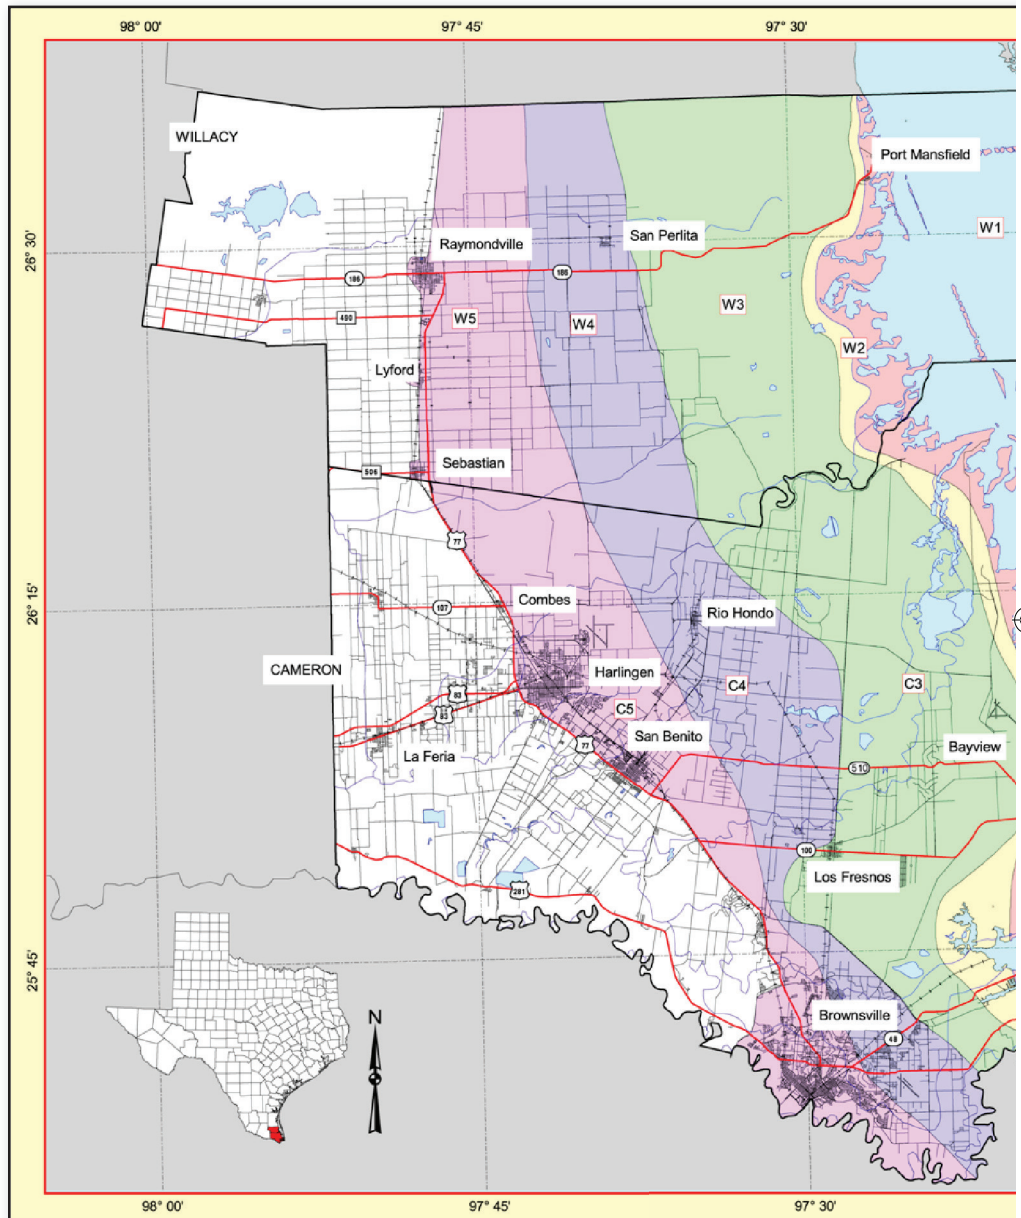 98° 00'
97° 45'
97° 30'
WILLACY
Port Mansfield
W1
San Perlita
Raymondville
26° 30'
186
186
W3
490
W5
W4
W2
Lyford
Sebastian
506
77
26° 15'
Combes
107
Rio Hondo
CAMERON
Harlingen
C4
C3
83
83
C5
San Benito
77
Bayview
La Feria
510
100
Los Fresnos
281
25° 45'
Brownsville
N
48
98° 00'
97° 45'
97° 30'